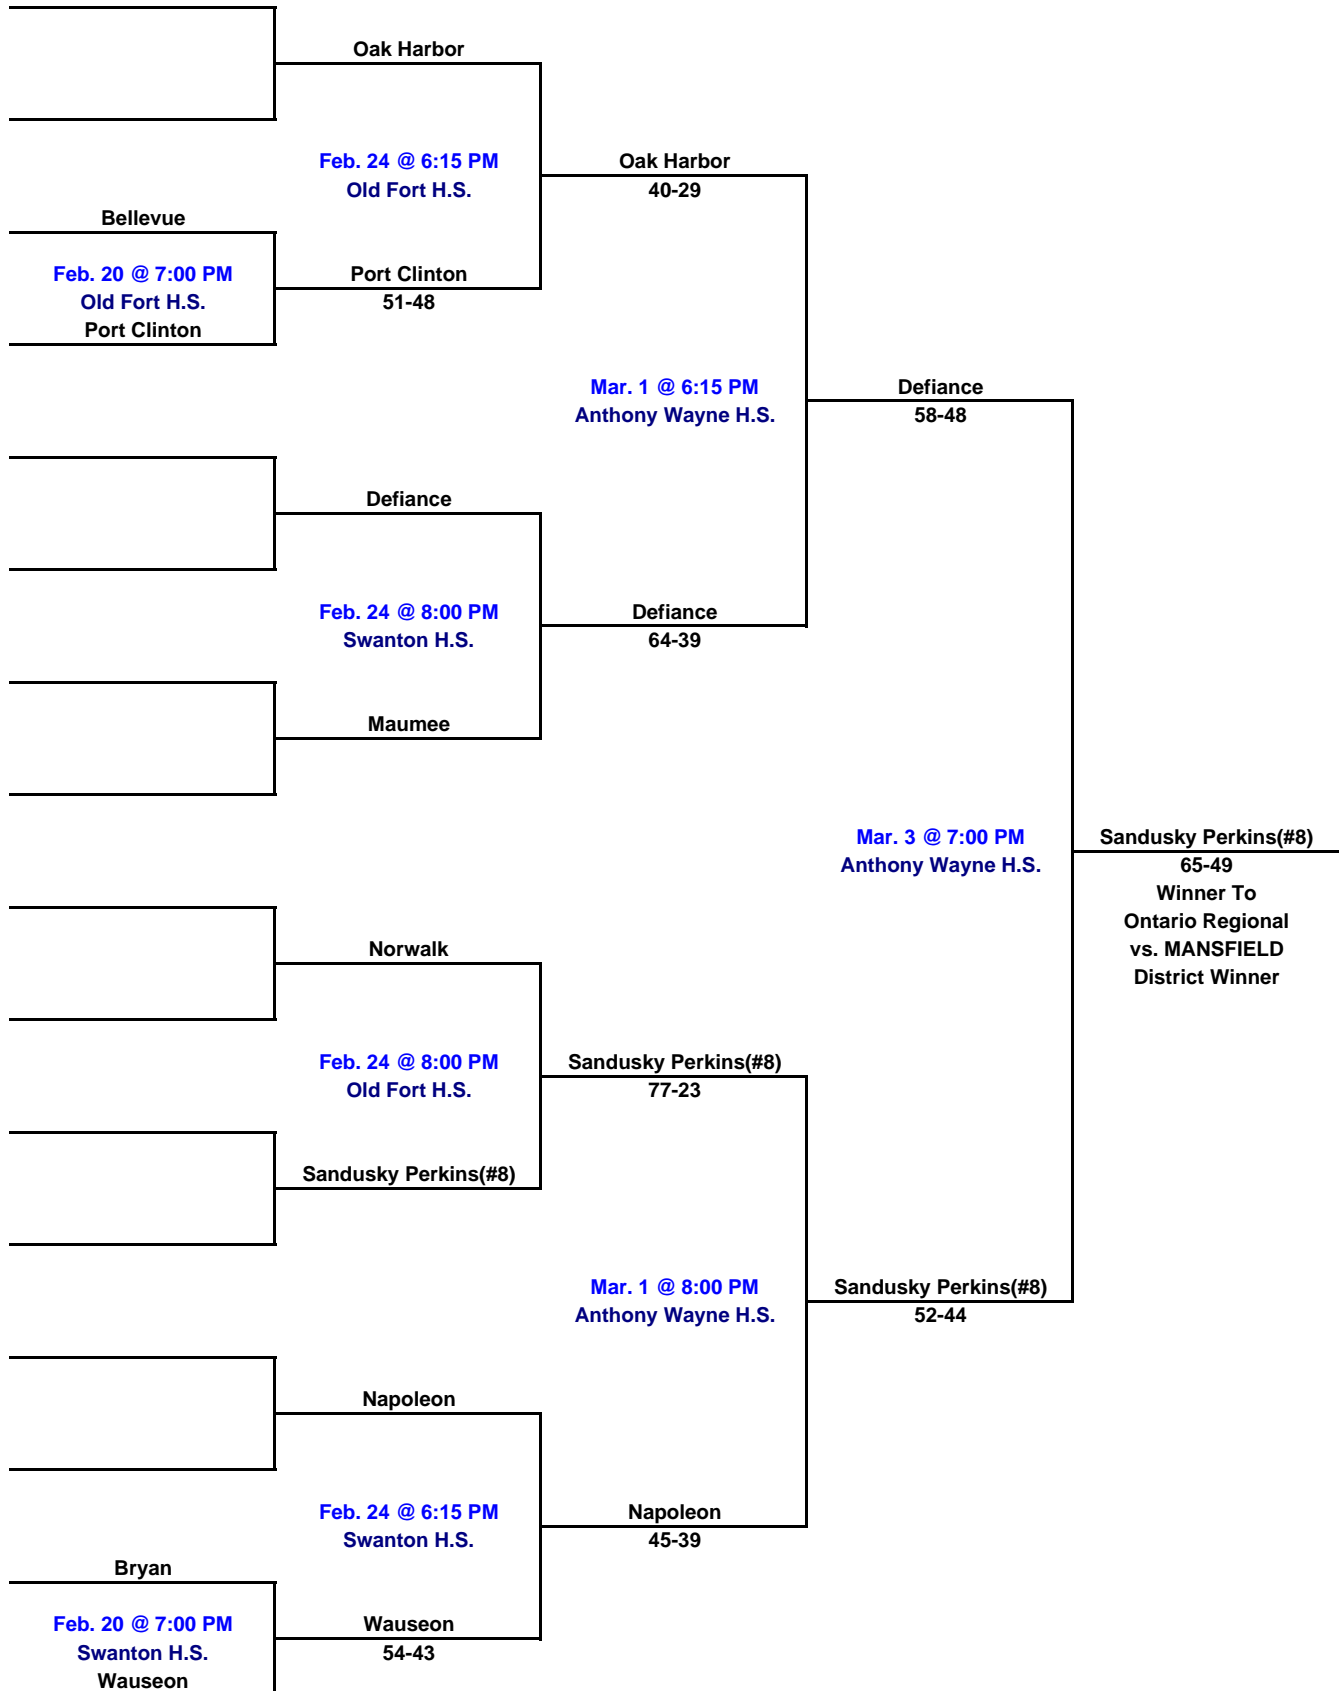 Oak Harbor
Feb. 24 @ 6:15 PM
Old Fort H.S.
Oak Harbor
40-29
Bellevue
Feb. 20 @ 7:00 PM
Old Fort H.S.
Port Clinton
Port Clinton
51-48
Mar. 1 @ 6:15 PM
Anthony Wayne H.S.
Defiance
58-48
Defiance
Feb. 24 @ 8:00 PM
Swanton H.S.
Defiance
64-39
Maumee
Mar. 3 @ 7:00 PM
Anthony Wayne H.S.
Sandusky Perkins(#8)
65-49
Winner To
Ontario Regional
vs. MANSFIELD
District Winner
Norwalk
Feb. 24 @ 8:00 PM
Old Fort H.S.
Sandusky Perkins(#8)
77-23
Sandusky Perkins(#8)
Mar. 1 @ 8:00 PM
Anthony Wayne H.S.
Sandusky Perkins(#8)
52-44
Napoleon
Feb. 24 @ 6:15 PM
Swanton H.S.
Napoleon
45-39
Bryan
Feb. 20 @ 7:00 PM
Swanton H.S.
Wauseon
Wauseon
54-43